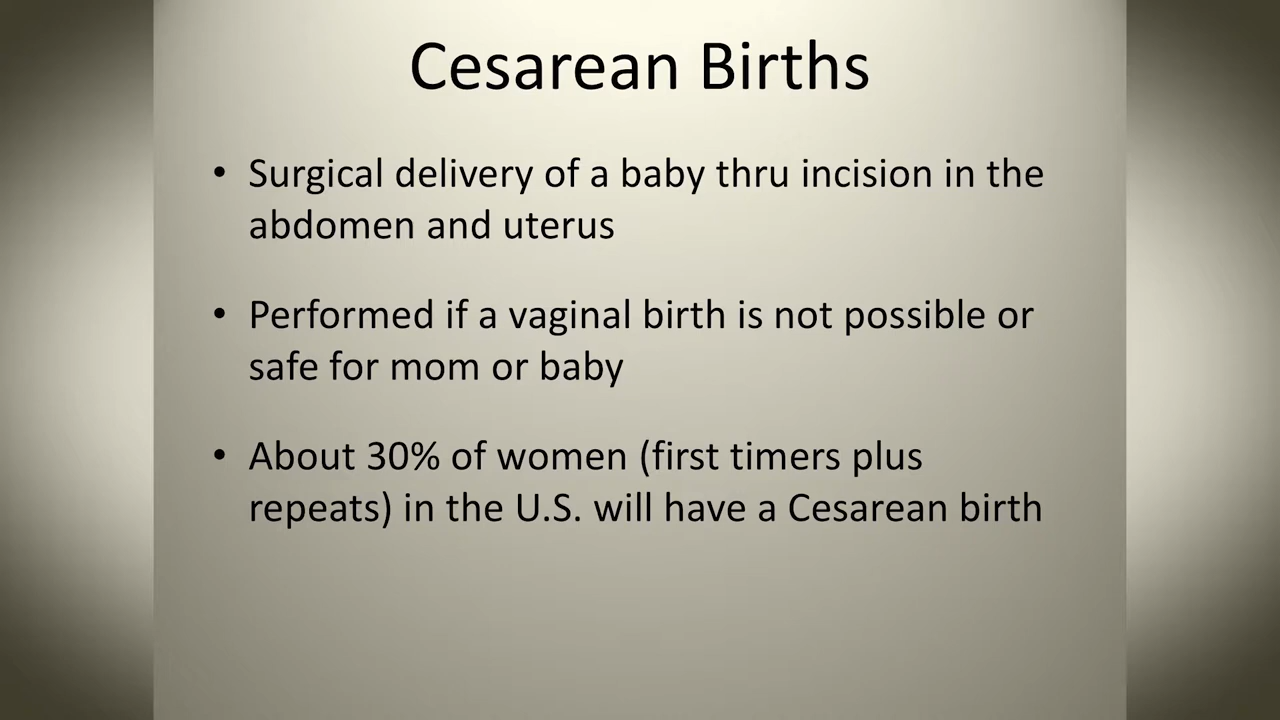 Cesarean Births
• Surgical delivery of a baby thru incision in the
abdomen and uterus
• Performed if a vaginal birth is not possible or
safe for mom or baby
• About 30% of women (first timers plus
repeats) in the U.S. will have a Cesarean birth